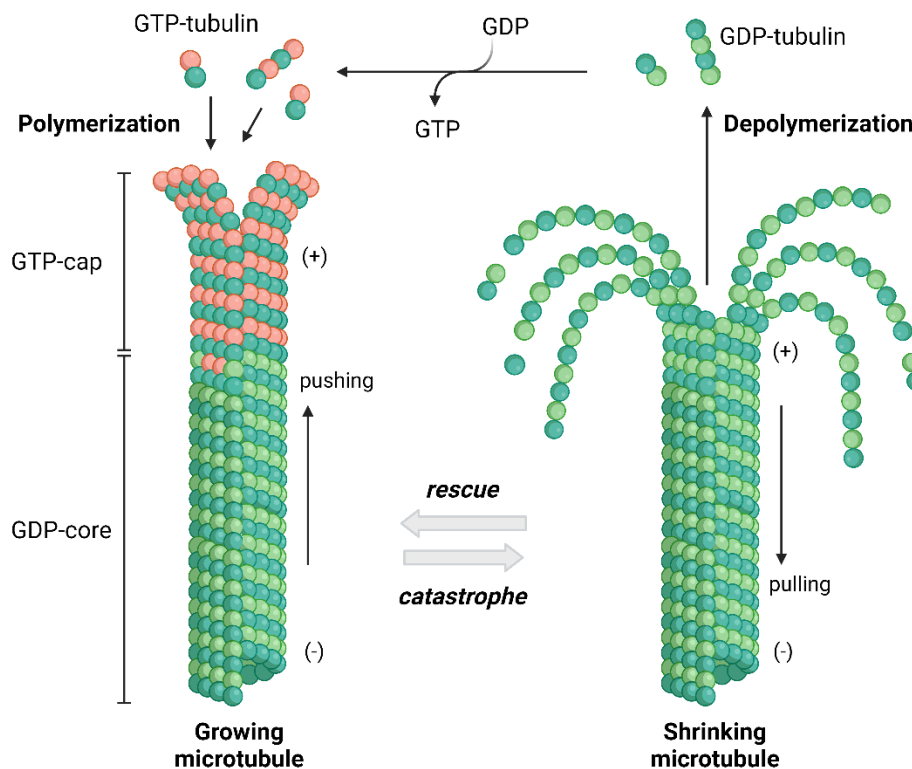 GTP-tubulin
GDP
GTP
GDP-tubulin
Polymerization
Depolymerization
GTP-cap
(+)
(+)
pushing
GDP-core
rescue
catastrophe
pulling
(-)
(-)
Growing
microtubule
Shrinking
microtubule